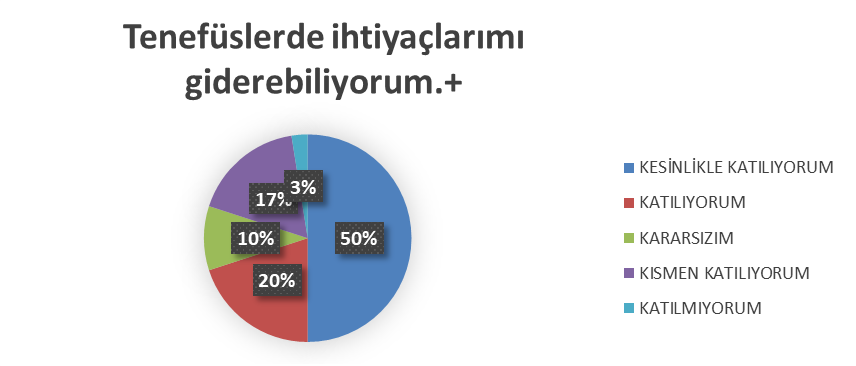 Tenefüslerde ihtiyaçlarımı
giderebiliyorum.+
3%
17%
10%
50%
20%
KESİNLİKLE KATILIYORUM
KATILIYORUM
KARARSIZIM
KISMEN KATILIYORUM
KATILMIYORUM